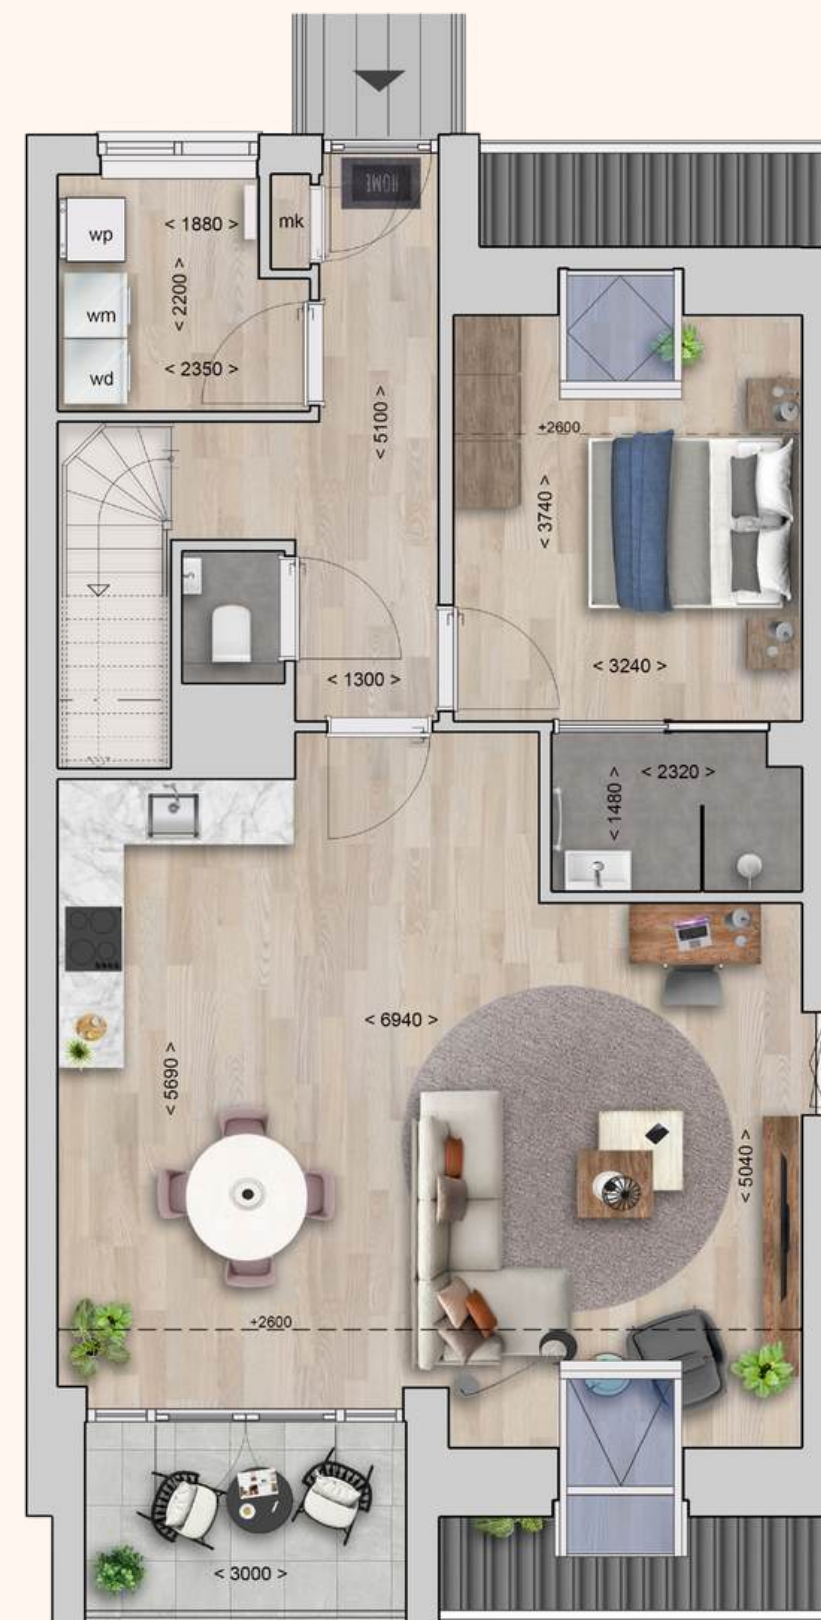 HOME
wp
< 1880 >
mk
< 2200 >
wm
< 2350 >
wd
< 5100 >
+2600
< 3740 >
< 3240 >
< 1300 >
< 2320 >
< 1480 >
< 6940 >
< 5690 >
< 5040 >
+2600
< 3000 >